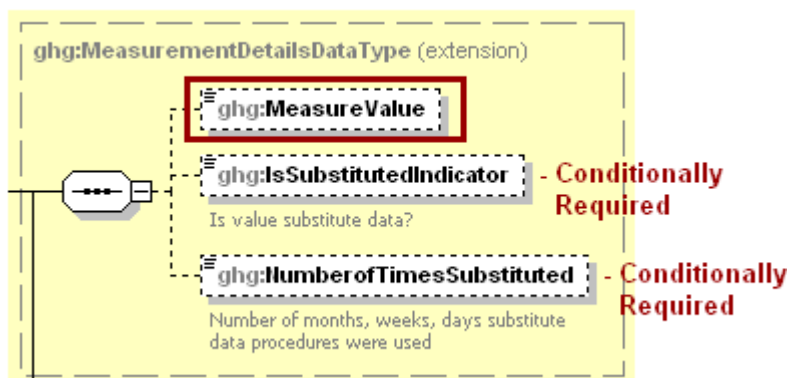 ghg:MeasurementDetailsDataType (extension)
ghg:MeasureValue
ghg:IsSubstitutedIndicator
- Conditionally
Required
Is value substitute data?
ghg:NumberofTimesSubstituted
- Conditionally
Required
Number of months, weeks, days substitute
data procedures were used